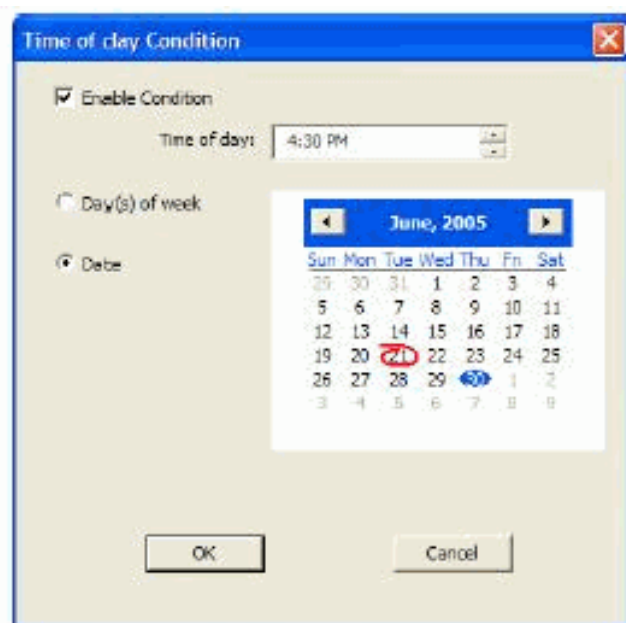 Time of clay Condition
Enable Condition
Time of day: 4:30 PM
Day(s) of week
Date
June, 2005
Sun Mon Tue Wed Thu Fri Sat
29 30 31 1 2 3 4
5 6 7 8 9 10 11
12 13 14 15 16 17 18
19 20 21 22 23 24 25
26 27 28 29 30 1 2
3 4 5 6 7 8 9
OK Cancel